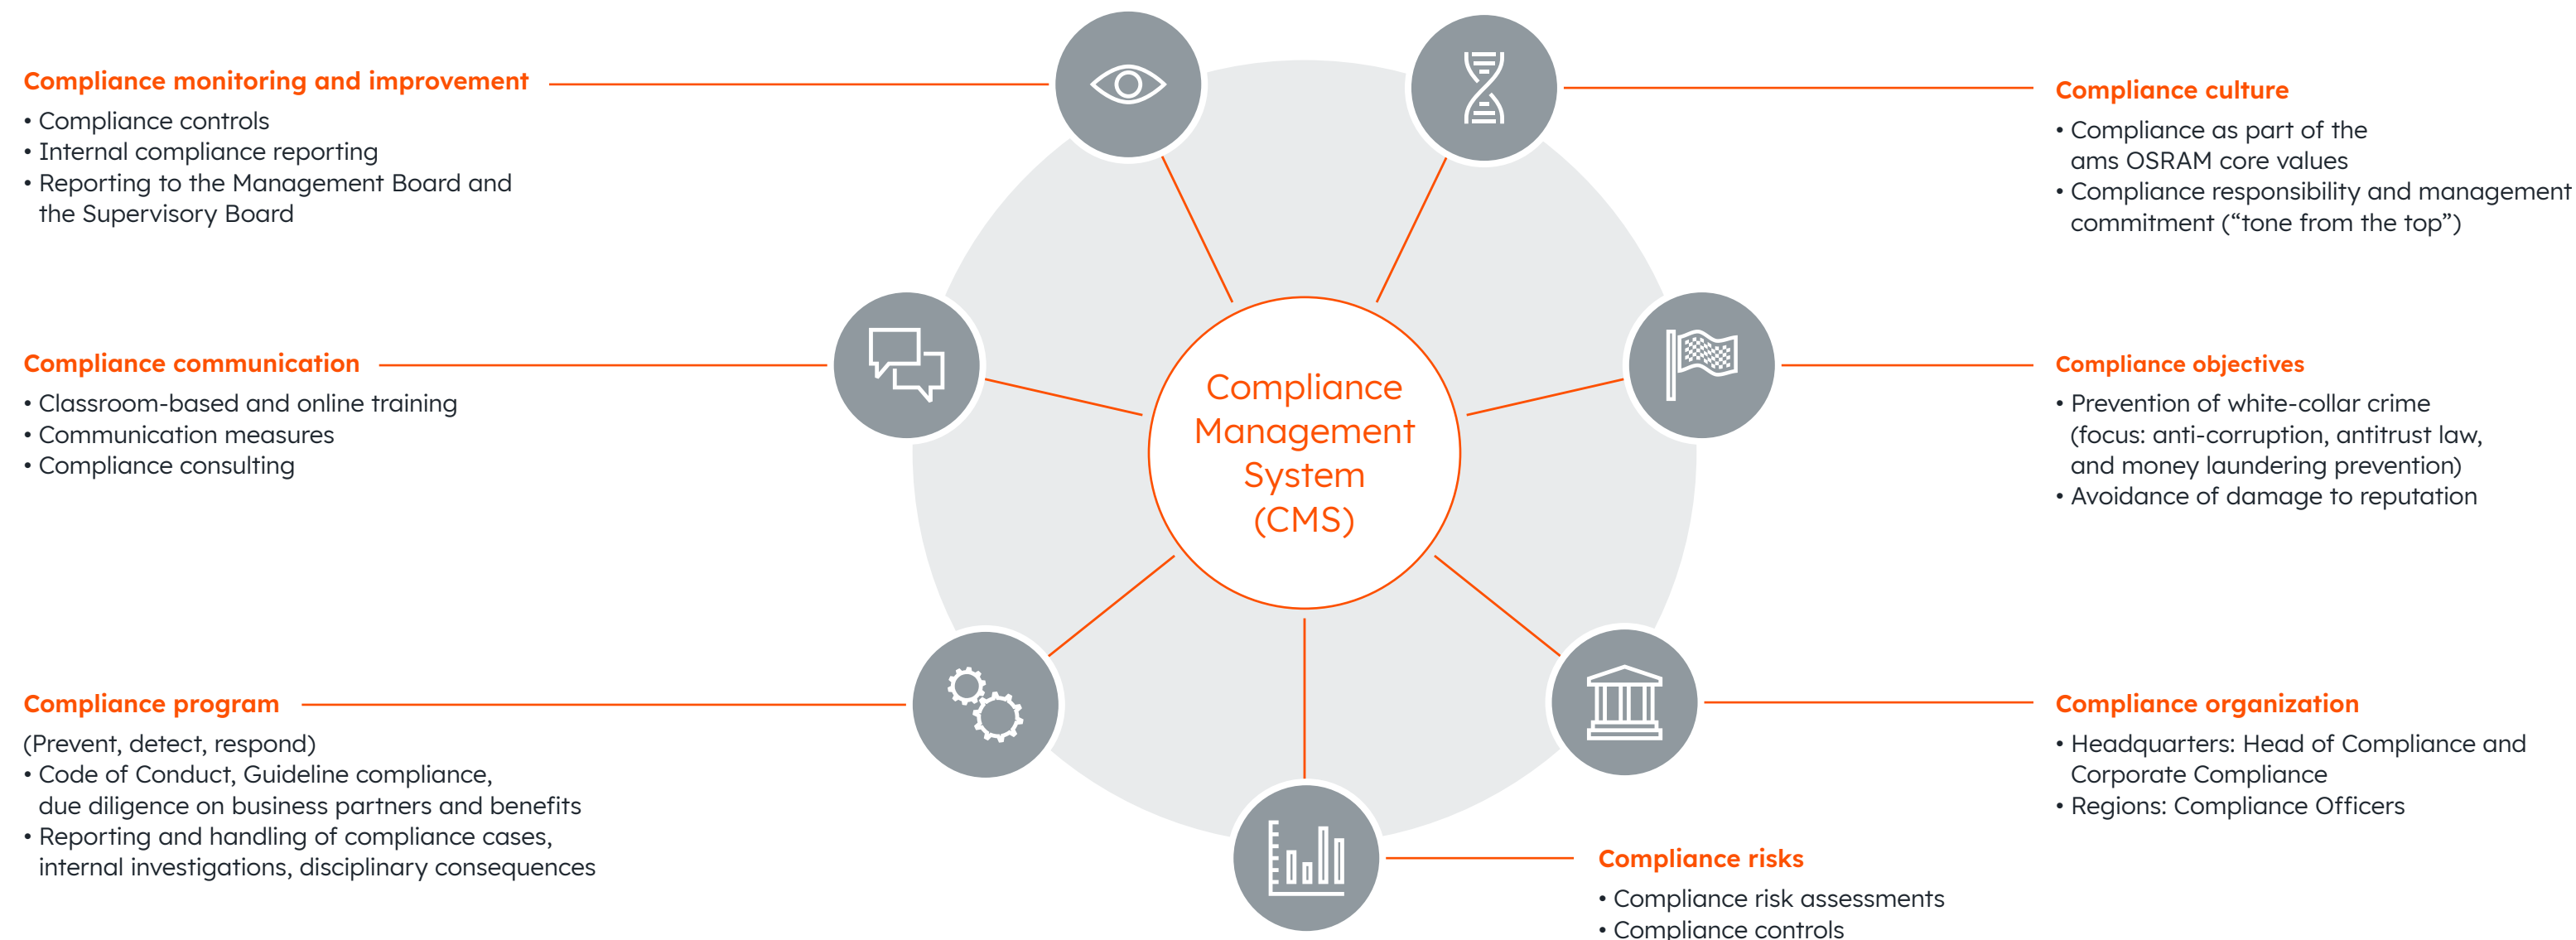 Compliance monitoring and improvement
• Compliance controls
• Internal compliance reporting
• Reporting to the Management Board and
the Supervisory Board
Compliance communication
• Classroom-based and online training
• Communication measures
• Compliance consulting
Compliance program
(Prevent, detect, respond)
• Code of Conduct, Guideline compliance,
due diligence on business partners and benefits
• Reporting and handling of compliance cases,
internal investigations, disciplinary consequences
Compliance
Management
System
(CMS)
Compliance culture
• Compliance as part of the
ams OSRAM core values
• Compliance responsibility and management
commitment (“tone from the top”)
Compliance objectives
• Prevention of white-collar crime
(focus: anti-corruption, antitrust law,
and money laundering prevention)
• Avoidance of damage to reputation
Compliance organization
• Headquarters: Head of Compliance and
Corporate Compliance
• Regions: Compliance Officers
Compliance risks
• Compliance risk assessments
• Compliance controls